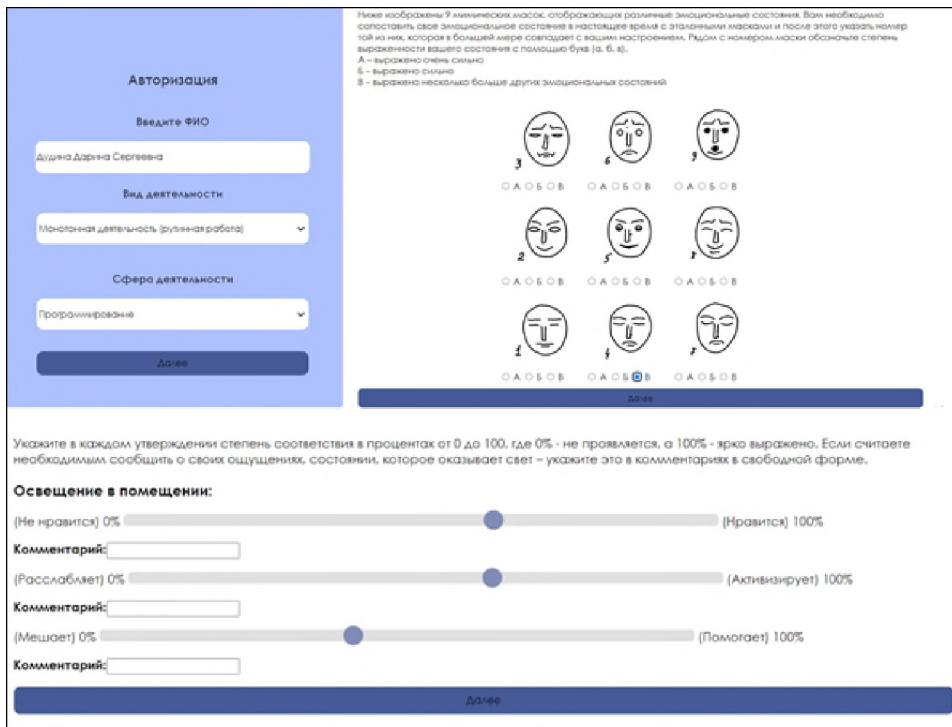 Авторизация
Введите ФИО
Дудина Дарина Сергеевна
Вид деятельности
Монотонная деятельность (рутинная работа)
Сфера деятельности
Программирование
Далее
Ниже изображены 9 мимических масок, отображающих различные эмоциональные состояния. Вам необходимо
сопоставить свое эмоциональное состояние в настоящее время с эталонными масками и после этого указать номер
той из них, которая в большей мере совпадает с вашим настроением. Рядом с номером маски обозначьте степень
выраженности вашего состояния с помощью букв (а, б, в).
А – выражено очень сильно
Б – выражено сильно
В – выражено несколько больше других эмоциональных состояний
3 6 9
А Б В А Б В А Б В
2 5 8
А Б В А Б В А Б В
1 4 7
А Б В А Б В А Б В
Далее
Укажите в каждом утверждении степень соответствия в процентах от 0 до 100, где 0% - не проявляется, а 100% - ярко выражено. Если считаете
необходимым сообщить о своих ощущениях, состоянии, которое оказывает свет – укажите это в комментариях в свободной форме.
Освещение в помещении:
(Не нравится) 0% (Нравится) 100%
Комментарий:
(Расслабляет) 0% (Активизирует) 100%
Комментарий:
(Мешает) 0% (Помогает) 100%
Комментарий:
Далее